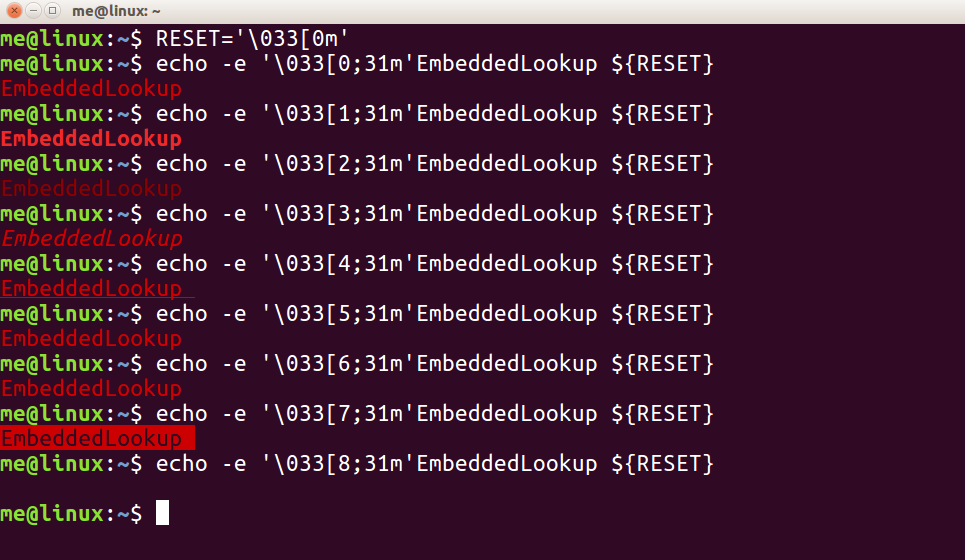 me@linux: ~
me@linux:~$ RESET='\033[0m'
me@linux:~$ echo -e '\033[0;31m'EmbeddedLookup ${RESET}
EmbeddedLookup
me@linux:~$ echo -e '\033[1;31m'EmbeddedLookup ${RESET}
EmbeddedLookup
me@linux:~$ echo -e '\033[2;31m'EmbeddedLookup ${RESET}
EmbeddedLookup
me@linux:~$ echo -e '\033[3;31m'EmbeddedLookup ${RESET}
EmbeddedLookup
me@linux:~$ echo -e '\033[4;31m'EmbeddedLookup ${RESET}
EmbeddedLookup
me@linux:~$ echo -e '\033[5;31m'EmbeddedLookup ${RESET}
EmbeddedLookup
me@linux:~$ echo -e '\033[6;31m'EmbeddedLookup ${RESET}
EmbeddedLookup
me@linux:~$ echo -e '\033[7;31m'EmbeddedLookup ${RESET}
EmbeddedLookup
me@linux:~$ echo -e '\033[8;31m'EmbeddedLookup ${RESET}
me@linux:~$